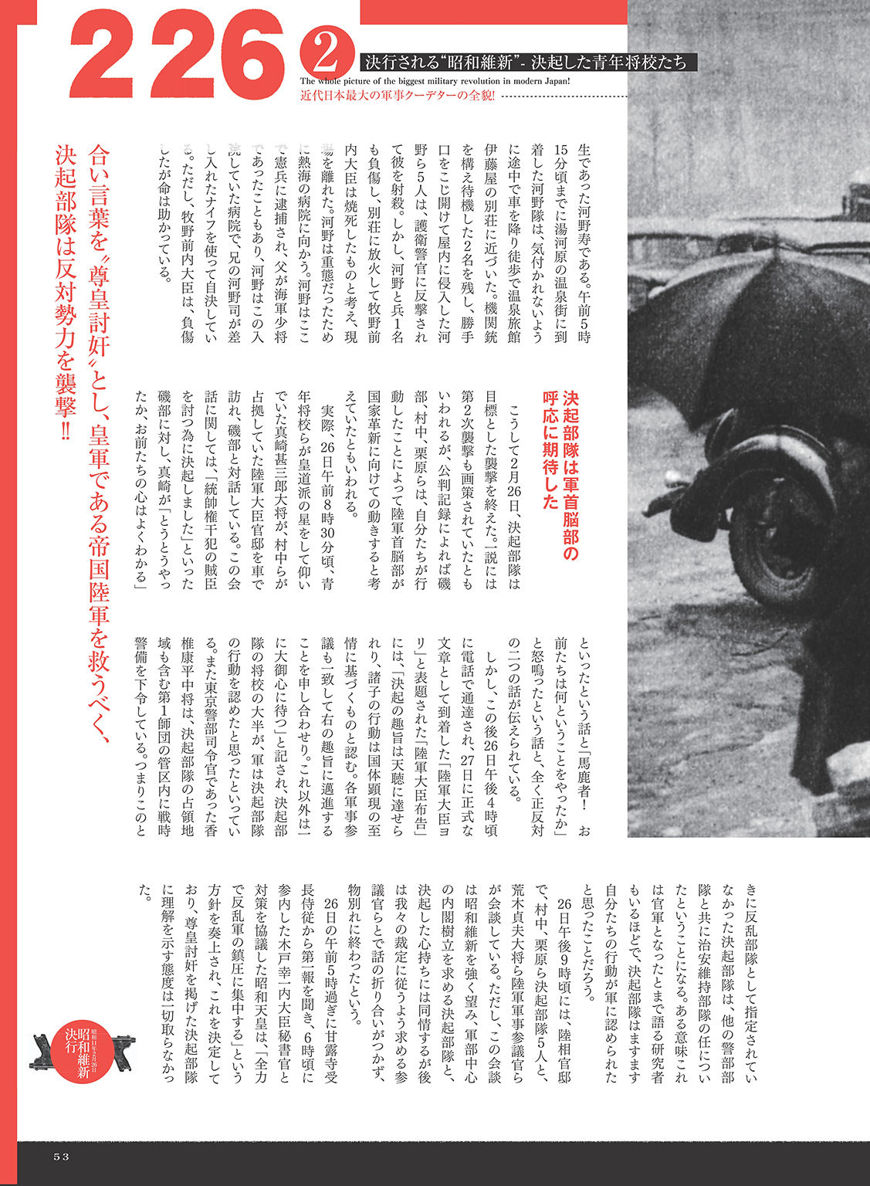 226
2
決行される“昭和維新”- 決起した青年将校たち
The whole picture of the biggest military revolution in modern Japan!
近代日本最大の軍事クーデターの全貌!
合い言葉を〝尊皇討奸〟とし、皇軍である帝国陸軍を救うべく、
決起部隊は反対勢力を襲撃!!
生であった河野寿である。午前5時
15分頃までに湯河原の温泉街に到
着した河野隊は、気付かれないよう
に途中で車を降り徒歩で温泉旅館
伊藤屋の別荘に近づいた。機関銃
を構え待機した2名を残し、勝手
口をこじ開けて屋内に侵入した河
野ら5人は、護衛警官に反撃され
て彼を射殺。しかし、河野と兵1名
も負傷し、別荘に放火して牧野前
内大臣は焼死したものと考え、現
場を離れた。河野は重態だったため
に熱海の病院に向かう。河野はここ
で憲兵に逮捕され、父が海軍少将
であったこともあり、河野はこの入
院していた病院で、兄の河野司が差
し入れたナイフを使って自決してい
る。ただし、牧野前内大臣は、負傷
したが命は助かっている。
決起部隊は軍首脳部の
呼応に期待した
こうして2月26日、決起部隊は
目標とした襲撃を終えた。一説には
第2次襲撃も画策されていたとも
いわれるが、公判記録によれば磯
部、村中、栗原らは、自分たちが行
動したことによって陸軍首脳部が
国家革新に向けての動きすると考
えていたともいわれる。
実際、26日午前8時30分頃、青
年将校らが皇道派の星をして仰い
でいた真崎甚三郎大将が、村中らが
占拠していた陸軍大臣官邸を車で
訪れ、磯部と対話している。この会
話に関しては、「統帥権干犯の賊臣
を討つ為に決起しました」といった
磯部に対し、真崎が「とうとうやっ
たか、お前たちの心はよくわかる」
といったという話と「馬鹿者! お
前たちは何ということをやったか」
と怒鳴ったという話と、全く正反対
の二つの話が伝えられている。
しかし、この後26日午後4時頃
に電話で通達され、27日に正式な
文章として到着した「陸軍大臣ヨ
リ」と表題された「陸軍大臣布告」
には、「決起の趣旨は天聴に達せら
れり、諸子の行動は国体顕現の至
情に基づくものと認む。各軍事参
議も一致して右の趣旨に邁進する
ことを申し合わせり。これ以外は一
に大御心に待つ」と記され、決起部
隊の将校の大半が、軍は決起部隊
の行動を認めたと思ったといってい
る。また東京警部司令官であった香
椎康平中将は、決起部隊の占領地
域も含む第1師団の管区内に戦時
警備を下令している。つまりこのと
きに反乱部隊として指定されてい
なかった決起部隊は、他の警部部
隊と共に治安維持部隊の任につい
たということになる。ある意味これ
は官軍となったとまで語る研究者
もいるほどで、決起部隊はますます
自分たちの行動が軍に認められた
と思ったことだろう。
26日午後9時頃には、陸相官邸
で、村中、栗原ら決起部隊5人と、
荒木貞夫大将ら陸軍軍事参議官ら
が会談している。ただし、この会談
は昭和維新を強く望み、軍部中心
の内閣樹立を求める決起部隊と、
決起した心持ちには同情するが後
は我々の裁定に従うよう求める参
議官らとで話の折り合いがつかず、
物別れに終わったという。
26日の午前5時過ぎに甘露寺受
長侍従から第一報を聞き、6時頃に
参内した木戸幸一内大臣秘書官と
対策を協議した昭和天皇は、「全力
で反乱軍の鎮圧に集中する」という
方針を奏上され、これを決定して
おり、尊皇討奸を掲げた決起部隊
に理解を示す態度は一切取らなかっ
た。
昭和11年2月26日
昭和維新
決行
53